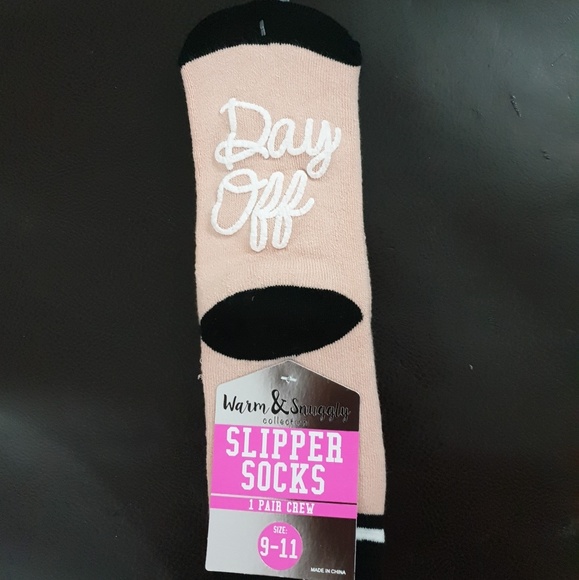 Day
Off
Warm & Snuggly
collection
SLIPPER
SOCKS
1 PAIR CREW
SIZE:
9-11
MADE IN CHINA